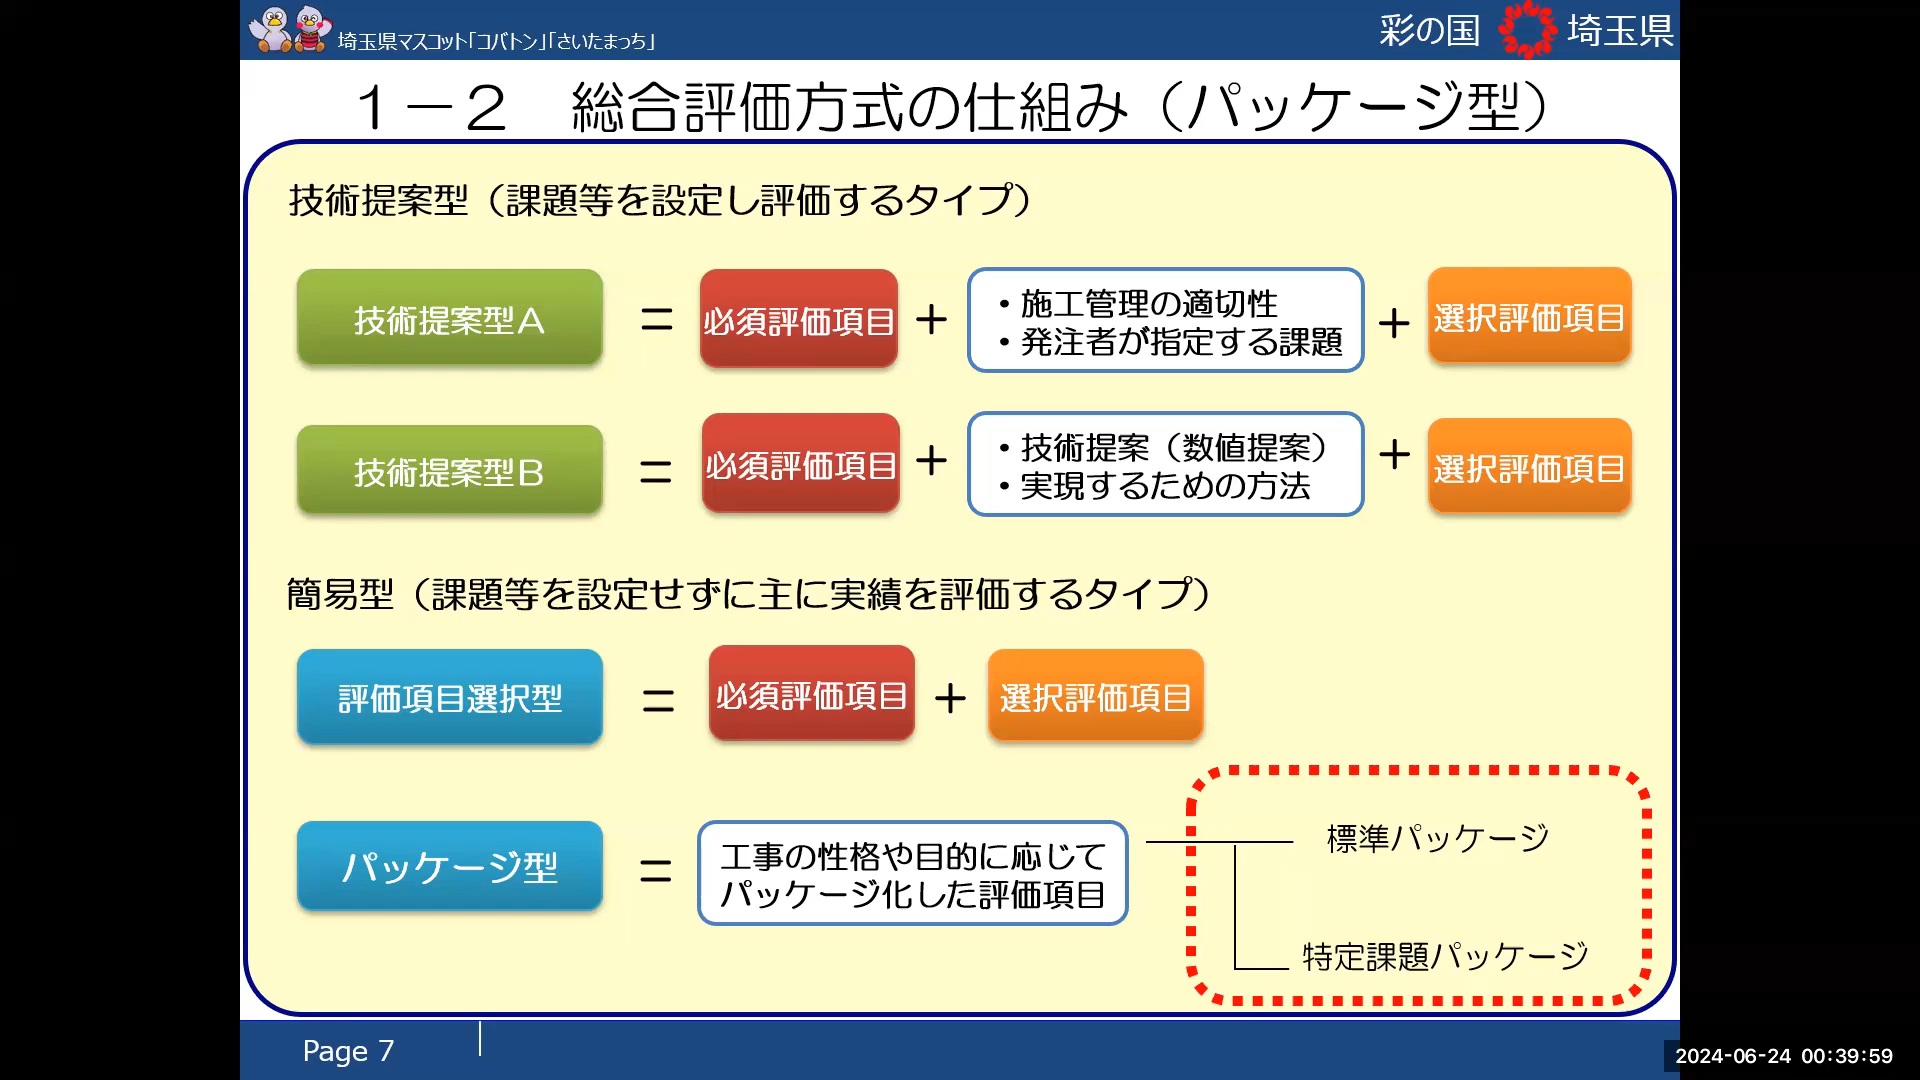 埼玉県マスコット「コバトン」「さいたまっち」
彩の国 埼玉県
１－２　総合評価方式の仕組み（パッケージ型）
技術提案型（課題等を設定し評価するタイプ）
技術提案型A ＝ 必須評価項目 ＋ ・施工管理の適切性
・発注者が指定する課題 ＋ 選択評価項目
技術提案型B ＝ 必須評価項目 ＋ ・技術提案（数値提案）
・実現するための方法 ＋ 選択評価項目
簡易型（課題等を設定せずに主に実績を評価するタイプ）
評価項目選択型 ＝ 必須評価項目 ＋ 選択評価項目
パッケージ型 ＝ 工事の性格や目的に応じて
パッケージ化した評価項目
標準パッケージ
特定課題パッケージ
Page 7
2024-06-24 00:39:59